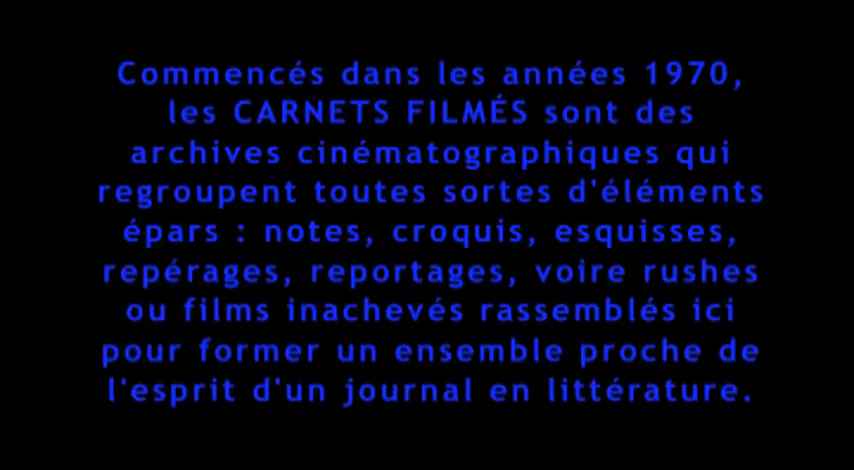 Commencés dans les années 1970,
les CARNETS FILMÉS sont des
archives cinématographiques qui
regroupent toutes sortes d'éléments
épars : notes, croquis, esquisses,
repérages, reportages, voire rushes
ou films inachevés rassemblés ici
pour former un ensemble proche de
l'esprit d'un journal en littérature.